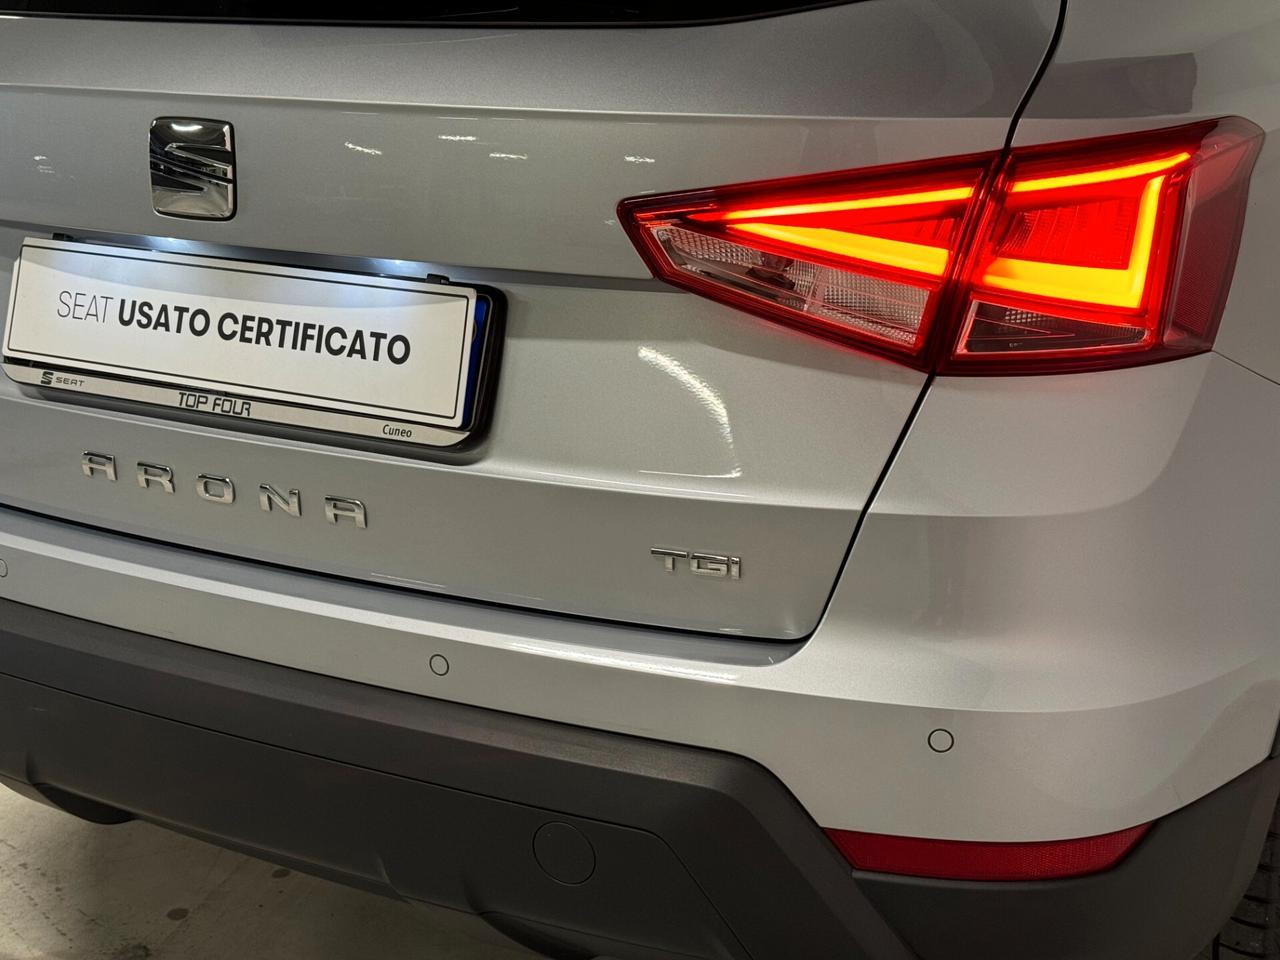 SEAT USATO CERTIFICATO
SEAT
TOP FOUR
Cuneo
ARONA
TGI